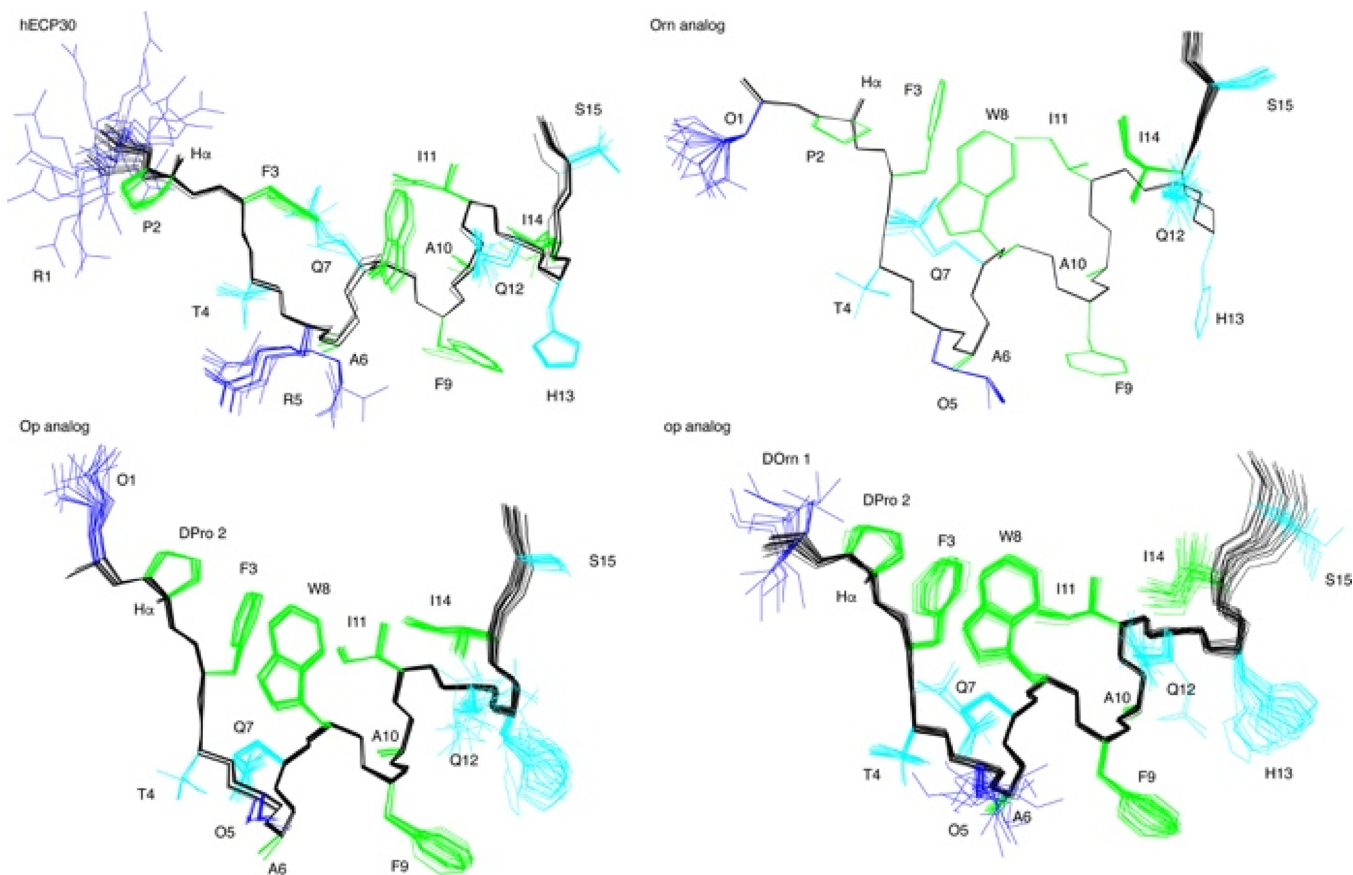 hECP30
R1
P2
Hα
F3
T4
Q7
R5
A6
I11
A10
F9
Q12
I14
S15
H13
Orn analog
O1
P2
Hα
F3
W8
I11
I14
S15
T4
Q7
A10
Q12
A6
O5
F9
H13
Op analog
O1
DPro 2
Hα
F3
W8
I11
I14
S15
Q7
T4
O5
A6
A10
F9
Q12
op analog
DOrn 1
DPro 2
Hα
F3
W8
I11
I14
S15
Q7
T4
O5
A6
A10
Q12
F9
H13